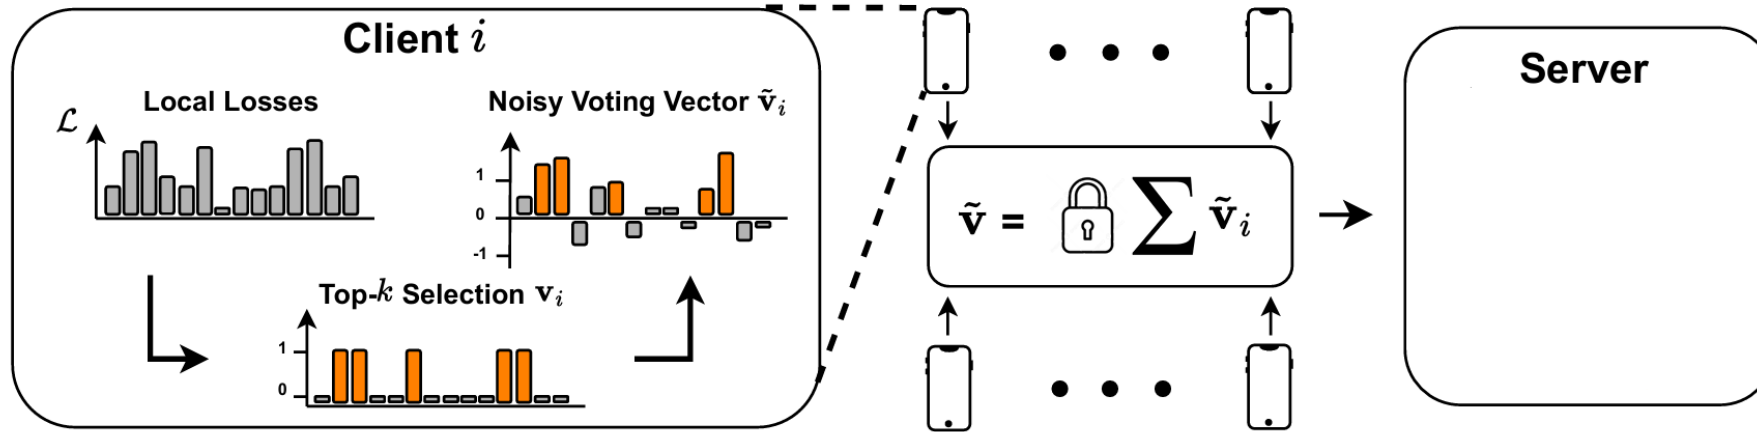 Client i
Local Losses
ℒ
Noisy Voting Vector ṽᵢ
1
0
-1
Top-k Selection vᵢ
1
0
ṽ = ∑ ṽᵢ
Server